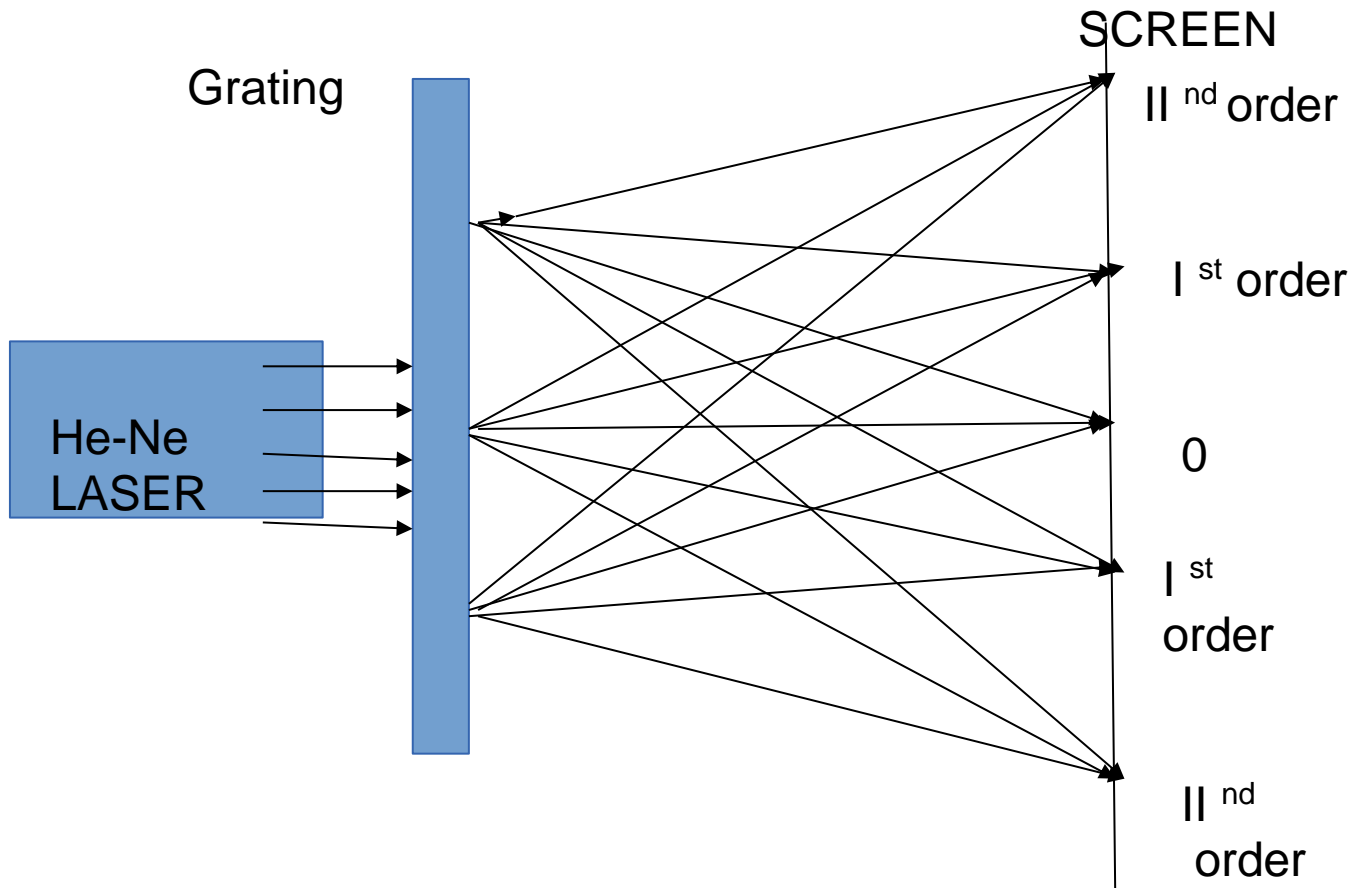 SCREEN
Grating
II nd order
I st order
He-Ne
LASER
0
I st
order
II nd
order